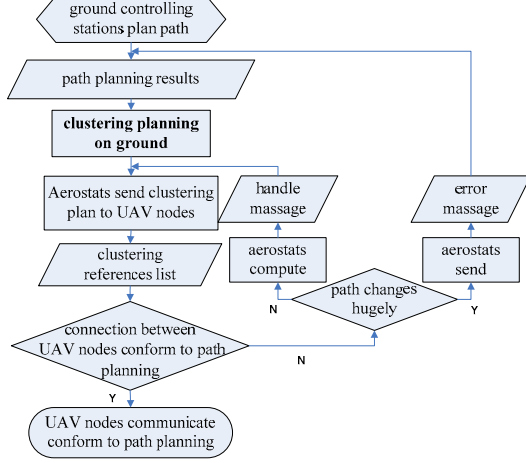 ground controlling
stations plan path
path planning results
clustering planning
on ground
Aerostats send clustering
plan to UAV nodes
handle
massage
error
massage
clustering
references list
aerostats
compute
aerostats
send
path changes
hugely
N
Y
connection between
UAV nodes conform to path
planning
N
Y
UAV nodes communicate
conform to path planning